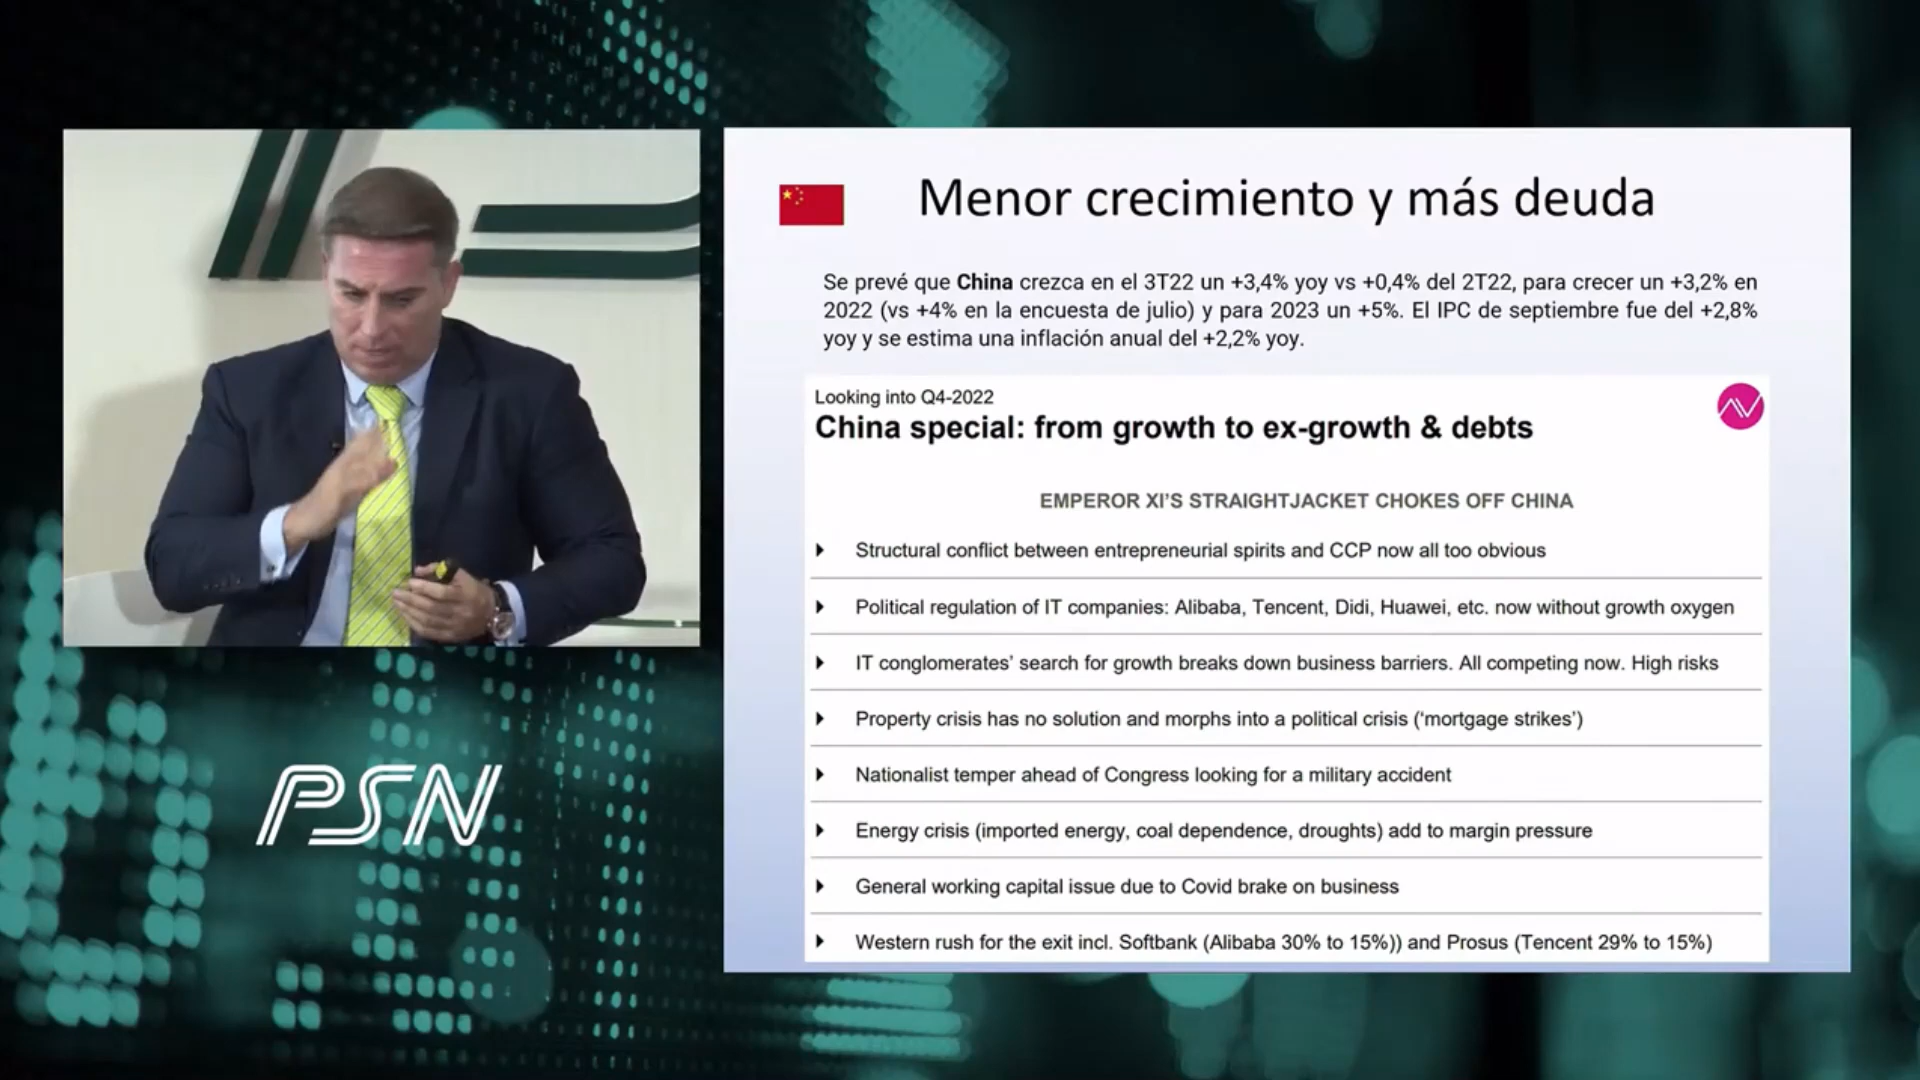 Menor crecimiento y más deuda
Se prevé que China crezca en el 3T22 un +3,4% yoy vs +0,4% del 2T22, para crecer un +3,2% en
2022 (vs +4% en la encuesta de julio) y para 2023 un +5%. El IPC de septiembre fue del +2,8%
yoy y se estima una inflación anual del +2,2% yoy.
Looking into Q4-2022
China special: from growth to ex-growth & debts
EMPEROR XI’S STRAIGHTJACKET CHOKES OFF CHINA
Structural conflict between entrepreneurial spirits and CCP now all too obvious
Political regulation of IT companies: Alibaba, Tencent, Didi, Huawei, etc. now without growth oxygen
IT conglomerates’ search for growth breaks down business barriers. All competing now. High risks
Property crisis has no solution and morphs into a political crisis (‘mortgage strikes’)
Nationalist temper ahead of Congress looking for a military accident
Energy crisis (imported energy, coal dependence, droughts) add to margin pressure
General working capital issue due to Covid brake on business
Western rush for the exit incl. Softbank (Alibaba 30% to 15%)) and Prosus (Tencent 29% to 15%)
PSN